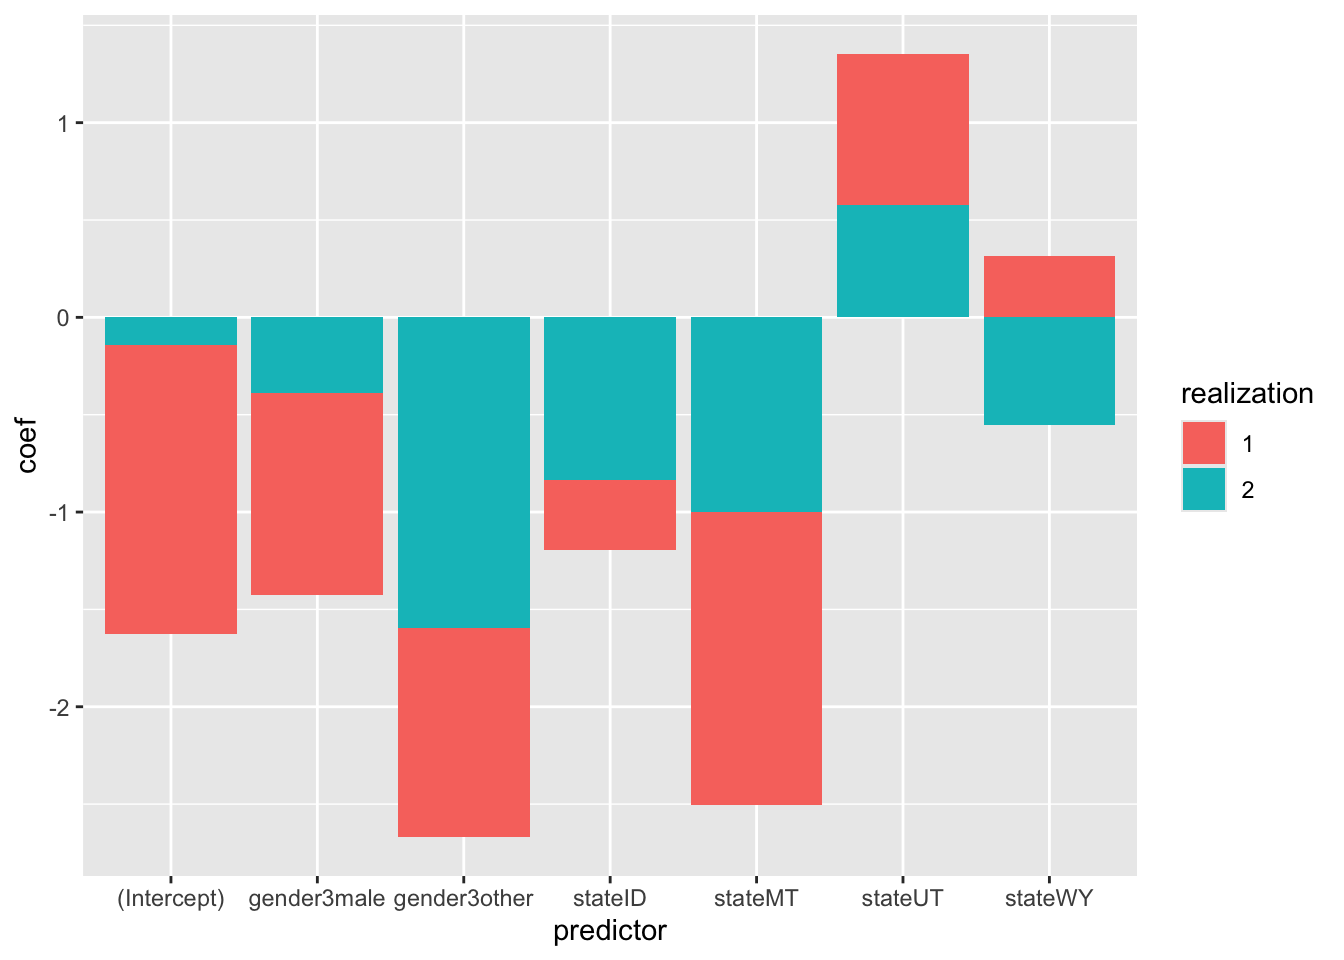 coef
1
0
-1
-2
(Intercept) gender3male gender3other stateID stateMT stateUT stateWY
predictor
realization
1
2